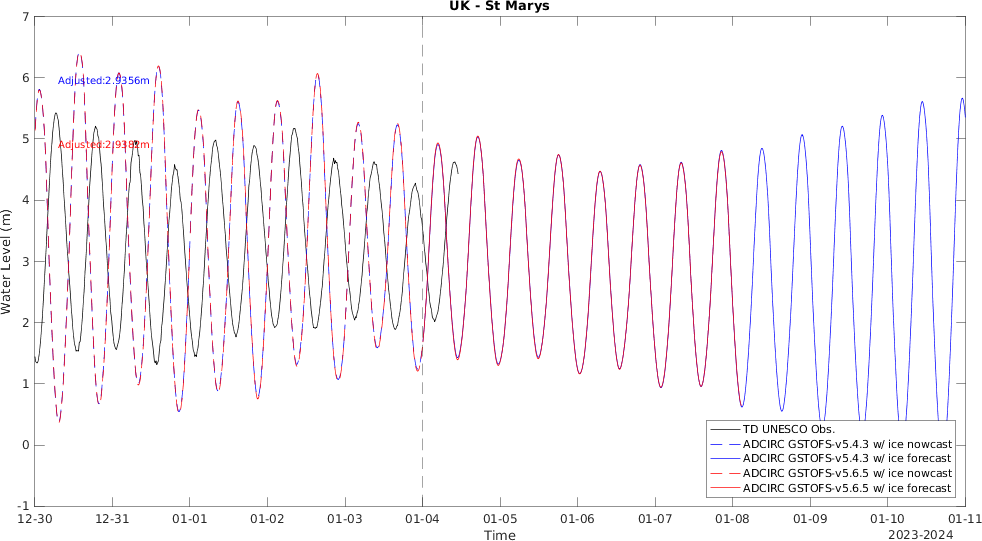 UK - St Marys
7
6
5
4
3
2
1
0
-1
Water Level (m)
Adjusted:2.9356m
Adjusted:2.9382m
TD UNESCO Obs.
ADCIRC GSTOFS-v5.4.3 w/ ice nowcast
ADCIRC GSTOFS-v5.4.3 w/ ice forecast
ADCIRC GSTOFS-v5.6.5 w/ ice nowcast
ADCIRC GSTOFS-v5.6.5 w/ ice forecast
12-30 12-31 01-01 01-02 01-03 01-04 01-05 01-06 01-07 01-08 01-09 01-10 01-11
Time
2023-2024